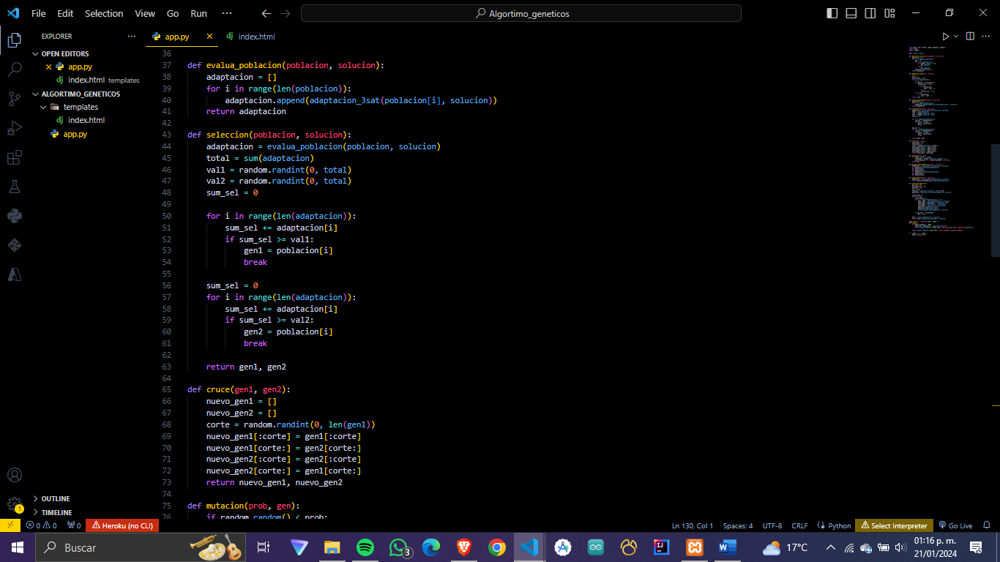 File Edit Selection View Go Run ··· Algortimo_geneticos
EXPLORER ···
app.py
index.html
OPEN EDITORS
app.py
index.html templates
ALGORTIMO_GENETICOS
templates
index.html
app.py
OUTLINE
TIMELINE
36
37 def evalua_poblacion(poblacion, solucion):
38 adaptacion = []
39 for i in range(len(poblacion)):
40 adaptacion.append(adaptacion_3sat(poblacion[i], solucion))
41 return adaptacion
42
43 def seleccion(poblacion, solucion):
44 adaptacion = evalua_poblacion(poblacion, solucion)
45 total = sum(adaptacion)
46 val1 = random.randint(0, total)
47 val2 = random.randint(0, total)
48 sum_sel = 0
49
50 for i in range(len(adaptacion)):
51 sum_sel += adaptacion[i]
52 if sum_sel >= val1:
53 gen1 = poblacion[i]
54 break
55
56 sum_sel = 0
57 for i in range(len(adaptacion)):
58 sum_sel += adaptacion[i]
59 if sum_sel >= val2:
60 gen2 = poblacion[i]
61 break
62
63 return gen1, gen2
64
65 def cruce(gen1, gen2):
66 nuevo_gen1 = []
67 nuevo_gen2 = []
68 corte = random.randint(0, len(gen1))
69 nuevo_gen1[:corte] = gen1[:corte]
70 nuevo_gen1[corte:] = gen2[corte:]
71 nuevo_gen2[:corte] = gen2[:corte]
72 nuevo_gen2[corte:] = gen1[corte:]
73 return nuevo_gen1, nuevo_gen2
74
75 def mutacion(prob, gen):
76 if random.random() < prob:
1
0 0 0 Heroku (no CLI) Ln 130, Col 1 Spaces: 4 UTF-8 CRLF Python Select Interpreter Go Live
Buscar 3 17°C 01:16 p. m.
21/01/2024